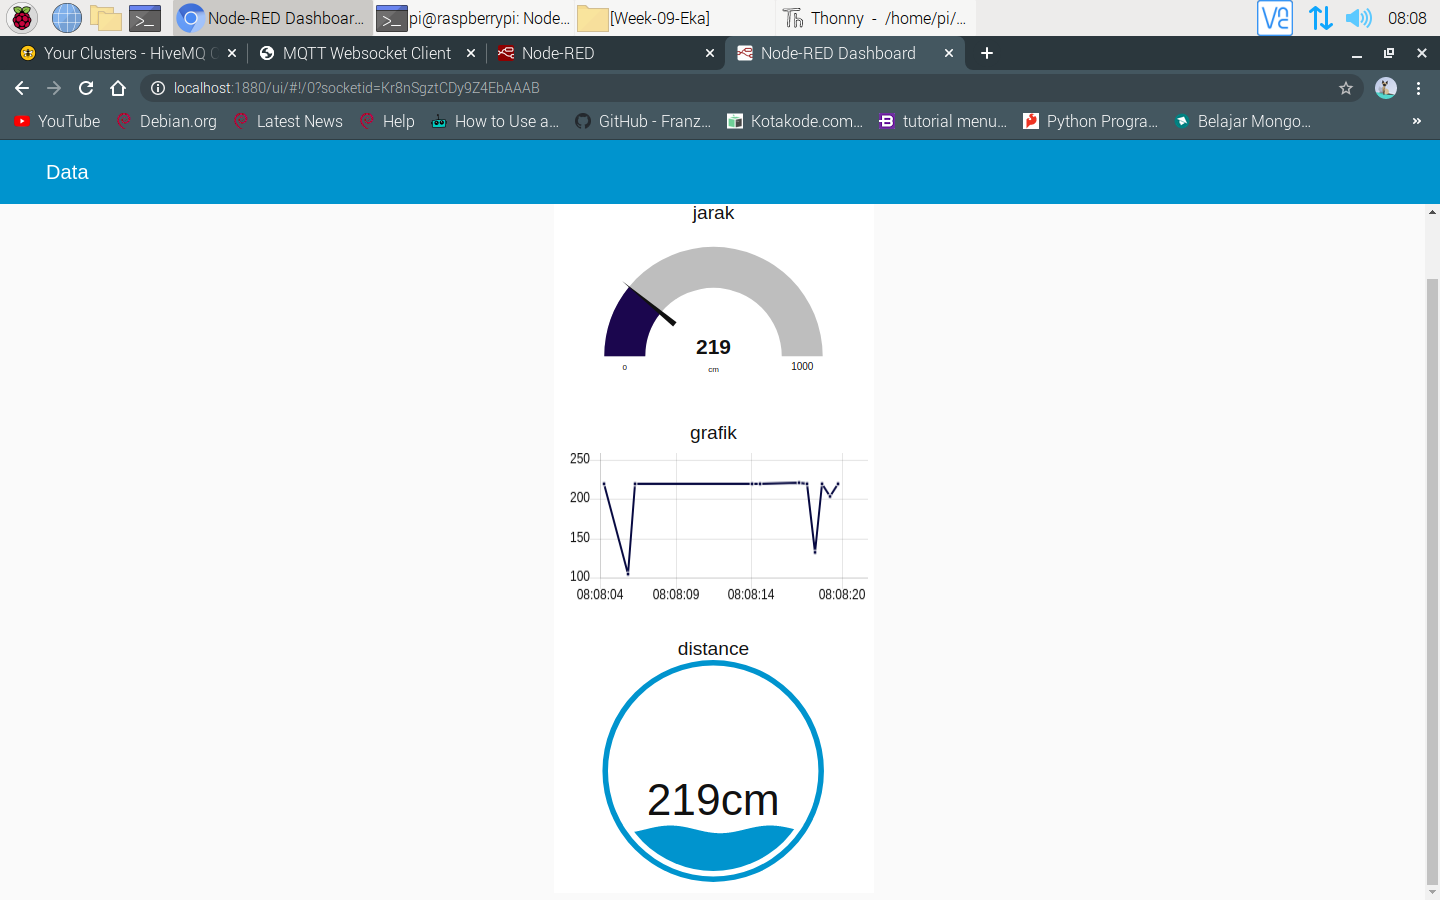 Node-RED Dashboar...
pi@raspberrypi: Node...
[Week-09-Eka]
Thonny - /home/pi/...
08:08
Your Clusters - HiveMQ C
MQTT Websocket Client
Node-RED
Node-RED Dashboard
localhost:1880/ui/#!/0?socketid=Kr8nSgztCDy9Z4EbAAAB
YouTube
Debian.org
Latest News
Help
How to Use a...
GitHub - Franz...
Kotakode.com...
tutorial menu...
Python Progra...
Belajar Mongo...
Data
jarak
219
0
cm
1000
grafik
250
200
150
100
08:08:04 08:08:09 08:08:14 08:08:20
distance
219cm